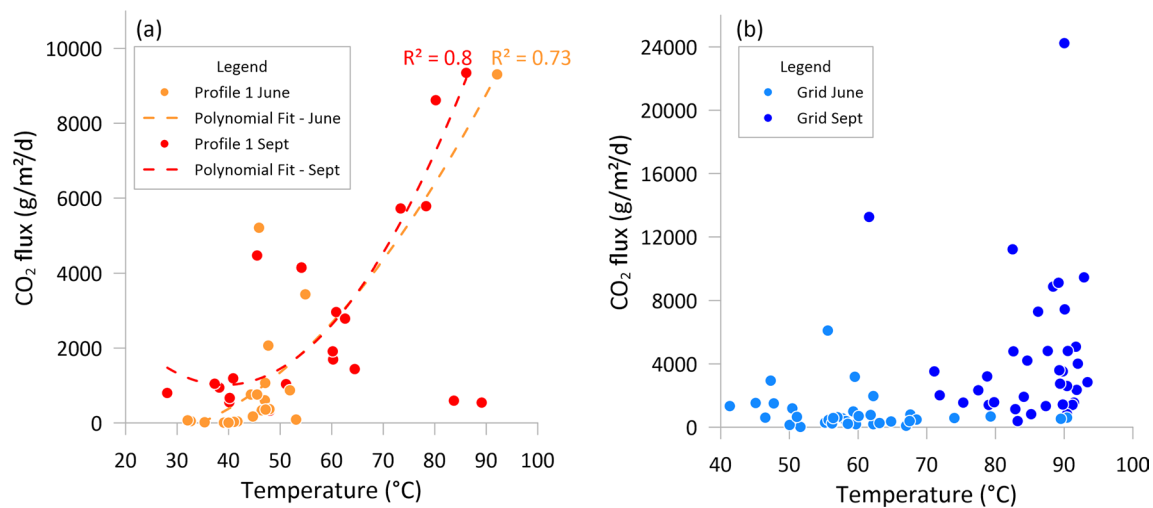 (a)
R² = 0.8
R² = 0.73
Legend
Profile 1 June
Polynomial Fit - June
Profile 1 Sept
Polynomial Fit - Sept
10000
8000
6000
4000
2000
0
CO₂ flux (g/m²/d)
20 30 40 50 60 70 80 90 100
Temperature (°C)
(b)
Legend
Grid June
Grid Sept
24000
20000
16000
12000
8000
4000
0
CO₂ flux (g/m²/d)
40 50 60 70 80 90 100
Temperature (°C)